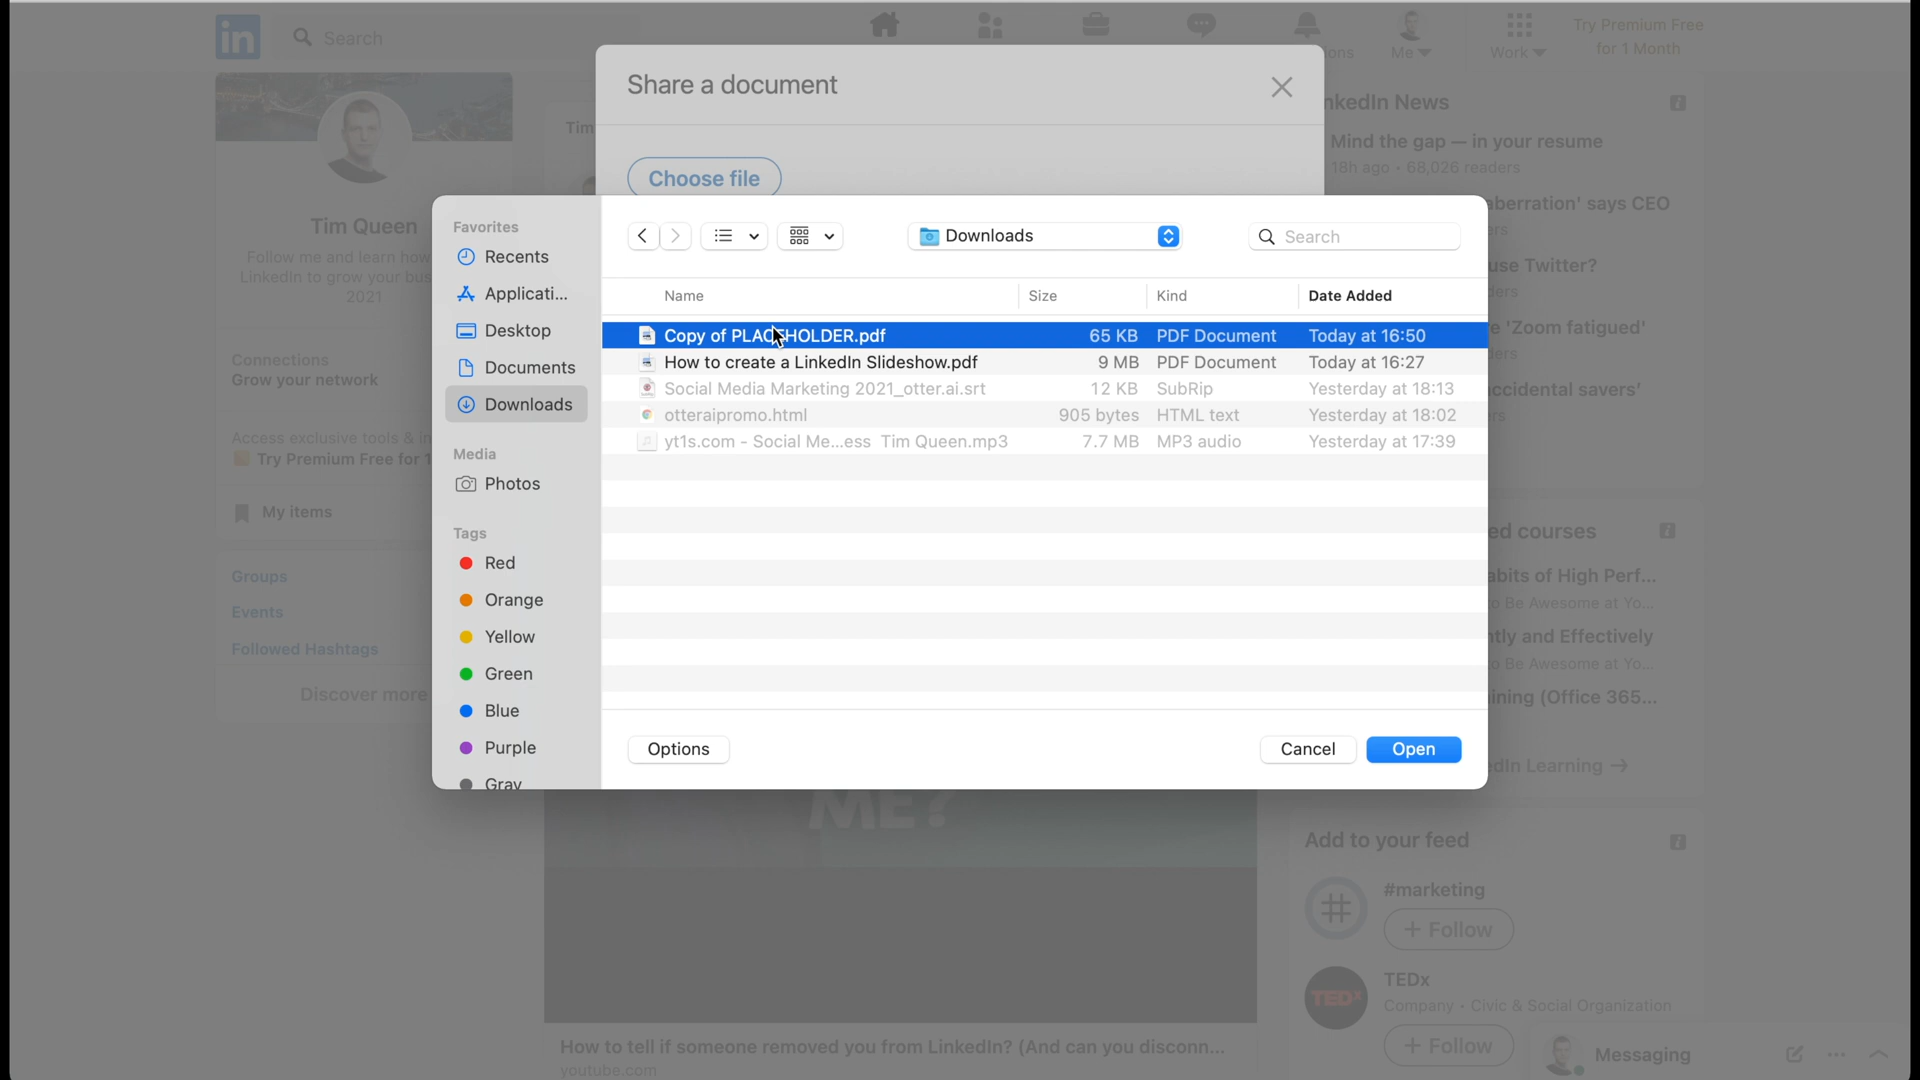 in
Search
Me
Work
Try Premium Free
for 1 Month
Share a document
Tim
Choose file
Tim Queen
Follow me and learn how
LinkedIn to grow your bus
2021
Connections
Grow your network
Access exclusive tools & in
Try Premium Free for 1
My items
Groups
Events
Followed Hashtags
Discover more
Favorites
Recents
Applicati...
Desktop
Documents
Downloads
Media
Photos
Tags
Red
Orange
Yellow
Green
Blue
Purple
Gray
Downloads
Search
Name Size Kind Date Added
Copy of PLACEHOLDER.pdf 65 KB PDF Document Today at 16:50
How to create a LinkedIn Slideshow.pdf 9 MB PDF Document Today at 16:27
Social Media Marketing 2021_otter.ai.srt 12 KB SubRip Yesterday at 18:13
otteraipromo.html 905 bytes HTML text Yesterday at 18:02
yt1s.com - Social Me...ess Tim Queen.mp3 7.7 MB MP3 audio Yesterday at 17:39
Options
Cancel
Open
nkedIn News
Mind the gap — in your resume
18h ago • 68,026 readers
aberration' says CEO
use Twitter?
e 'Zoom fatigued'
accidental savers'
ed courses
abits of High Perf...
o Be Awesome at Yo...
ntly and Effectively
o Be Awesome at Yo...
ining (Office 365...
edIn Learning →
ME?
How to tell if someone removed you from LinkedIn? (And can you disconn...
youtube.com
Add to your feed
#marketing
+ Follow
TEDx
TEDx
Company • Civic & Social Organization
+ Follow
Messaging